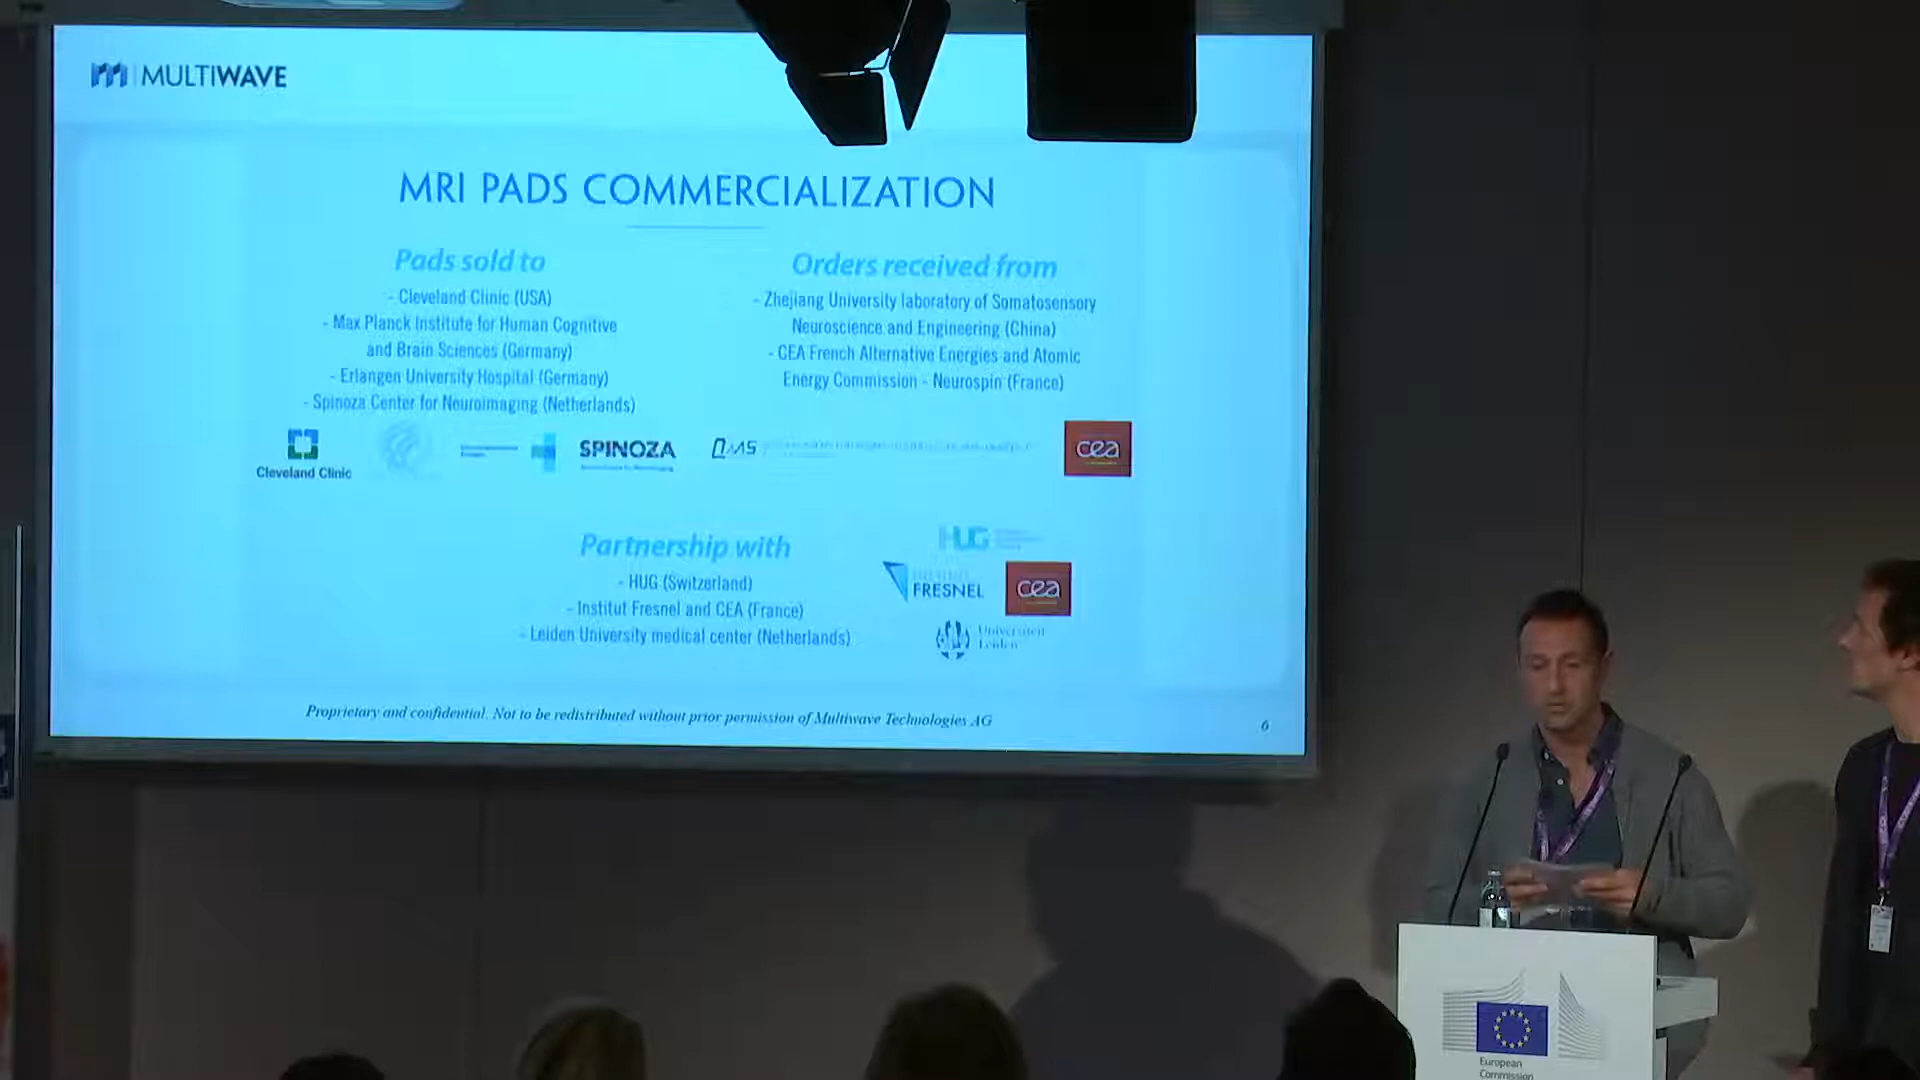 MULTIWAVE
MRI PADS COMMERCIALIZATION
Pads sold to
- Cleveland Clinic (USA)
- Max Planck Institute for Human Cognitive
and Brain Sciences (Germany)
- Erlangen University Hospital (Germany)
- Spinoza Center for Neuroimaging (Netherlands)
Orders received from
- Zhejiang University laboratory of Somatosensory
Neuroscience and Engineering (China)
- CEA French Alternative Energies and Atomic
Energy Commission - Neurospin (France)
Cleveland Clinic
SPINOZA
cea
Partnership with
- HUG (Switzerland)
- Institut Fresnel and CEA (France)
- Leiden University medical center (Netherlands)
HUG
FRESNEL
cea
Universiteit
Leiden
Proprietary and confidential. Not to be redistributed without prior permission of Multiwave Technologies AG
6
European
Commission